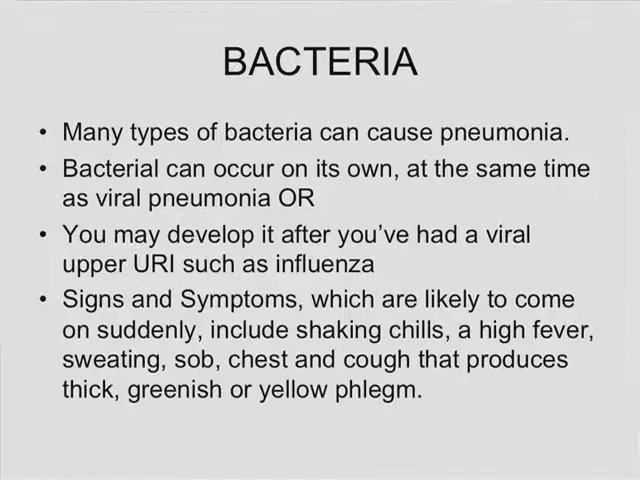 BACTERIA
• Many types of bacteria can cause pneumonia.
• Bacterial can occur on its own, at the same time
as viral pneumonia OR
• You may develop it after you’ve had a viral
upper URI such as influenza
• Signs and Symptoms, which are likely to come
on suddenly, include shaking chills, a high fever,
sweating, sob, chest and cough that produces
thick, greenish or yellow phlegm.